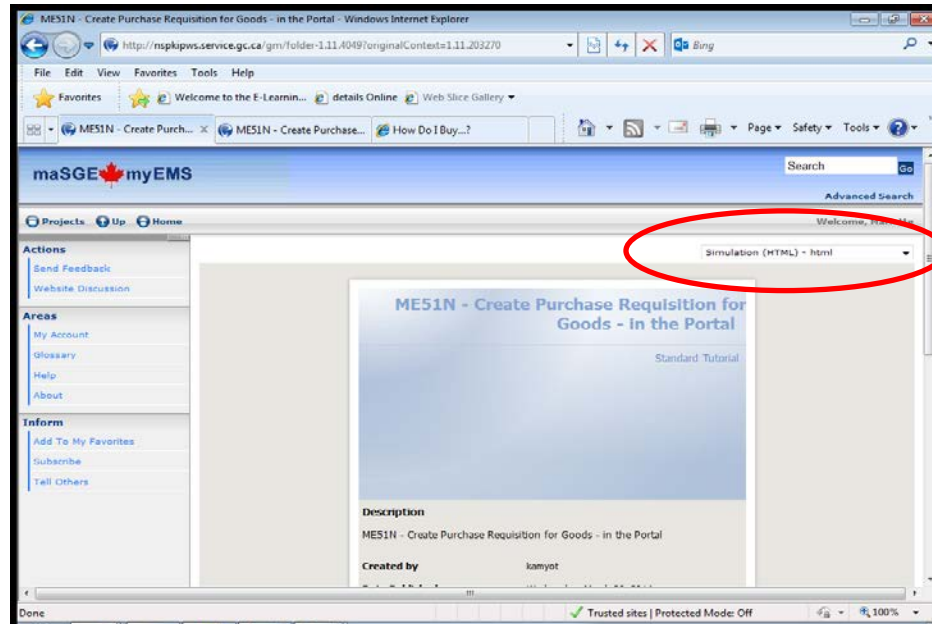 ME51N - Create Purchase Requisition for Goods - in the Portal - Windows Internet Explorer
http://nspkipws.service.gc.ca/gm/folder-1.11.4049?originalContext=1.11.203270
Bing
File Edit View Favorites Tools Help
Favorites Welcome to the E-Learnin... details Online Web Slice Gallery
ME51N - Create Purch... x ME51N - Create Purchase... How Do I Buy...?
Page Safety Tools
maSGE myEMS
Search Go
Advanced Search
Projects Up Home
Welcome,
Actions
Send Feedback
Website Discussion
Areas
My Account
Glossary
Help
About
Inform
Add To My Favorites
Subscribe
Tell Others
Simulation (HTML) - html
ME51N - Create Purchase Requisition for
Goods - in the Portal
Standard Tutorial
Description
ME51N - Create Purchase Requisition for Goods - in the Portal
Created by kamyot
Done
Trusted sites | Protected Mode: Off
100%